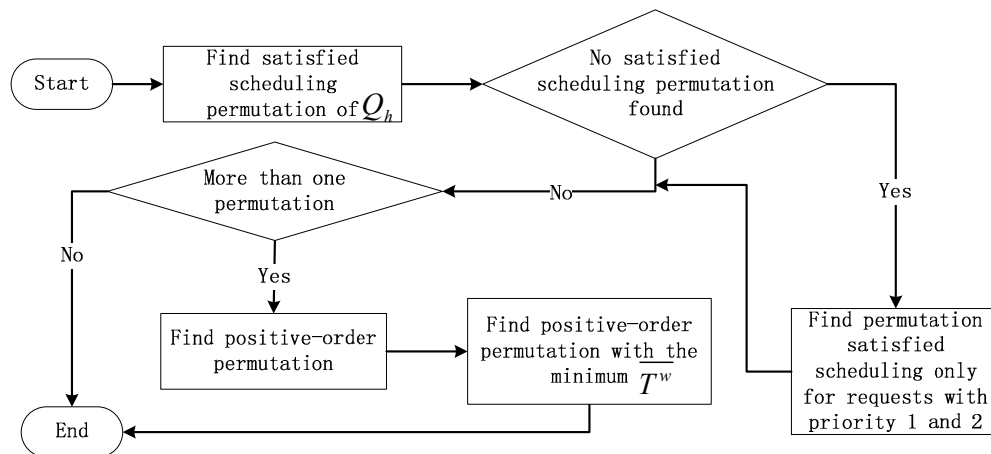 Start
Find satisfied
scheduling
permutation of Q_h
No satisfied
scheduling permutation
found
Yes
No
More than one
permutation
No
Yes
Find positive-order
permutation
Find positive-order
permutation with the
minimum \overline{T^w}
Find permutation
satisfied
scheduling only
for requests with
priority 1 and 2
End